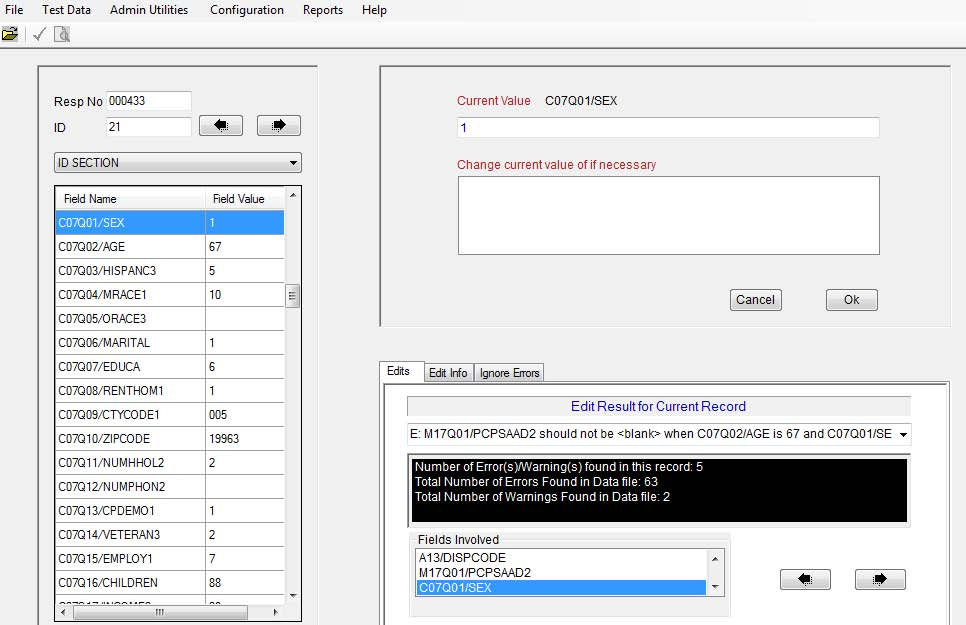 File Test Data Admin Utilities Configuration Reports Help
Resp No 000433
ID 21
ID SECTION
Field Name Field Value
C07Q01/SEX 1
C07Q02/AGE 67
C07Q03/HISPANC3 5
C07Q04/MRACE1 10
C07Q05/ORACE3
C07Q06/MARITAL 1
C07Q07/EDUCA 6
C07Q08/RENTHOM1 1
C07Q09/CTYCODE1 005
C07Q10/ZIPCODE 19963
C07Q11/NUMHHOL2 2
C07Q12/NUMPHON2
C07Q13/CPDEMO1 1
C07Q14/VETERAN3 2
C07Q15/EMPLOY1 7
C07Q16/CHILDREN 88
Current Value C07Q01/SEX
1
Change current value of if necessary
Cancel Ok
Edits Edit Info Ignore Errors
Edit Result for Current Record
E: M17Q01/PCPSAAD2 should not be <blank> when C07Q02/AGE is 67 and C07Q01/SE
Number of Error(s)/Warning(s) found in this record: 5
Total Number of Errors Found in Data file: 63
Total Number of Warnings Found in Data file: 2
Fields Involved
A13/DISPCODE
M17Q01/PCPSAAD2
C07Q01/SEX